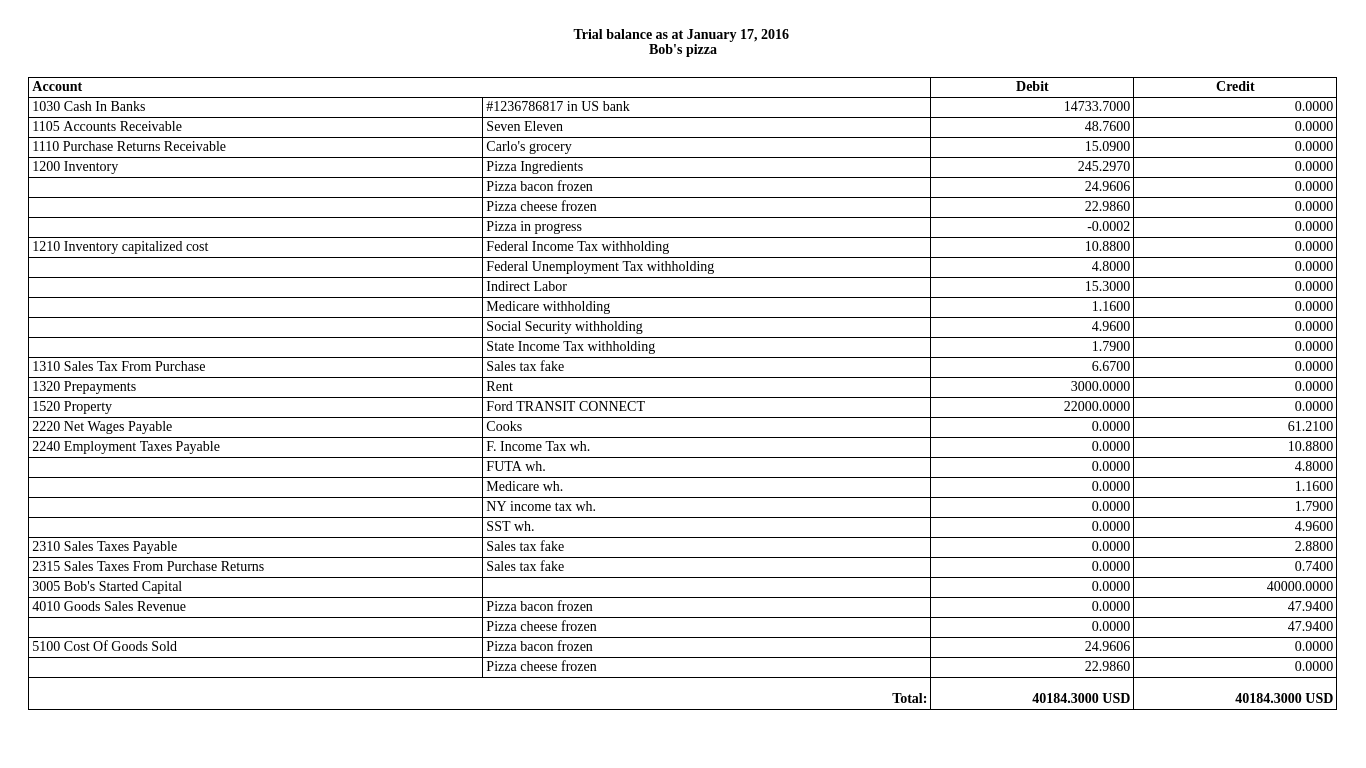 Trial balance as at January 17, 2016
Bob's pizza
Account Debit Credit
1030 Cash In Banks #1236786817 in US bank 14733.7000 0.0000
1105 Accounts Receivable Seven Eleven 48.7600 0.0000
1110 Purchase Returns Receivable Carlo's grocery 15.0900 0.0000
1200 Inventory Pizza Ingredients 245.2970 0.0000
Pizza bacon frozen 24.9606 0.0000
Pizza cheese frozen 22.9860 0.0000
Pizza in progress -0.0002 0.0000
1210 Inventory capitalized cost Federal Income Tax withholding 10.8800 0.0000
Federal Unemployment Tax withholding 4.8000 0.0000
Indirect Labor 15.3000 0.0000
Medicare withholding 1.1600 0.0000
Social Security withholding 4.9600 0.0000
State Income Tax withholding 1.7900 0.0000
1310 Sales Tax From Purchase Sales tax fake 6.6700 0.0000
1320 Prepayments Rent 3000.0000 0.0000
1520 Property Ford TRANSIT CONNECT 22000.0000 0.0000
2220 Net Wages Payable Cooks 0.0000 61.2100
2240 Employment Taxes Payable F. Income Tax wh. 0.0000 10.8800
FUTA wh. 0.0000 4.8000
Medicare wh. 0.0000 1.1600
NY income tax wh. 0.0000 1.7900
SST wh. 0.0000 4.9600
2310 Sales Taxes Payable Sales tax fake 0.0000 2.8800
2315 Sales Taxes From Purchase Returns Sales tax fake 0.0000 0.7400
3005 Bob's Started Capital 0.0000 40000.0000
4010 Goods Sales Revenue Pizza bacon frozen 0.0000 47.9400
Pizza cheese frozen 0.0000 47.9400
5100 Cost Of Goods Sold Pizza bacon frozen 24.9606 0.0000
Pizza cheese frozen 22.9860 0.0000
Total: 40184.3000 USD 40184.3000 USD